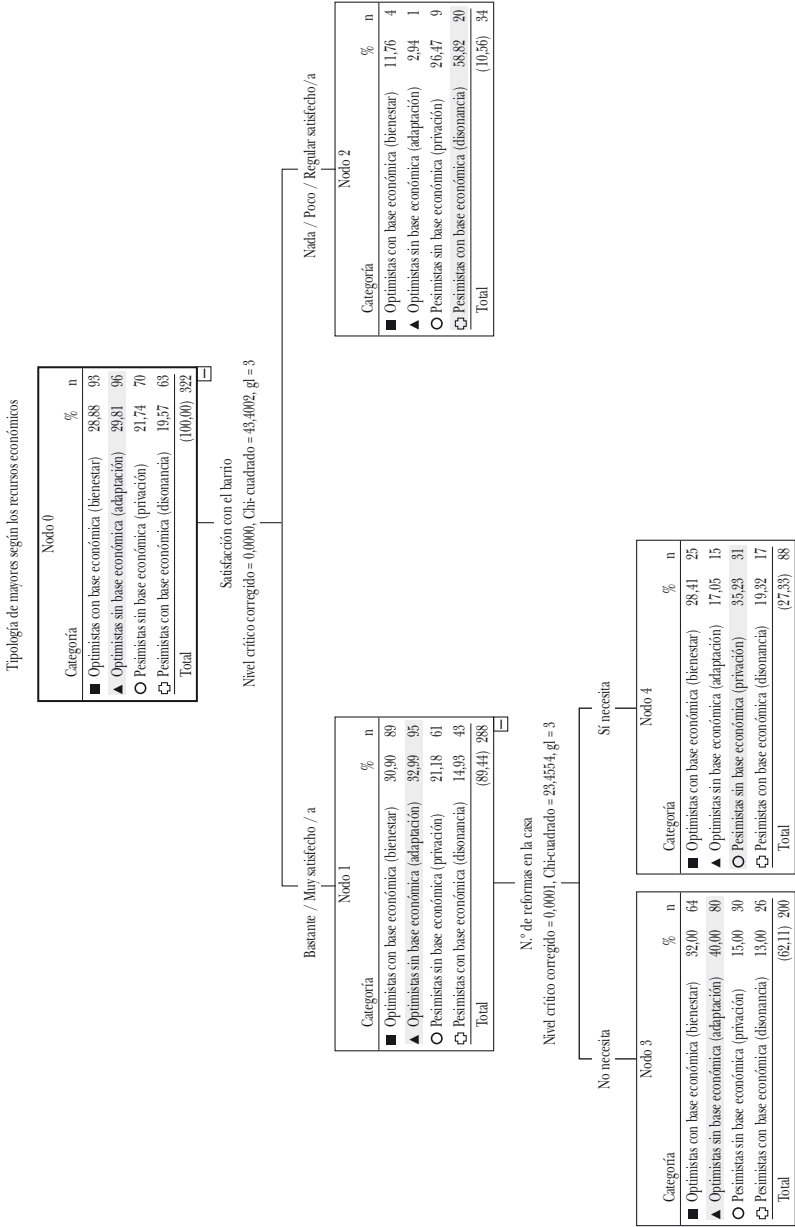 Tipología de mayores según los recursos económicos
Nodo 0
Categoría % n
Optimistas con base económica (bienestar) 28,88 93
Optimistas sin base económica (adaptación) 29,81 96
Pesimistas sin base económica (privación) 21,74 70
Pesimistas con base económica (disonancia) 19,57 63
Total (100,00) 322
Satisfacción con el barrio
Nivel crítico corregido = 0,0000, Chi-cuadrado = 43,4002, gl = 3
Bastante / Muy satisfecho / a
Nodo 1
Categoría % n
Optimistas con base económica (bienestar) 30,90 89
Optimistas sin base económica (adaptación) 32,99 95
Pesimistas sin base económica (privación) 21,18 61
Pesimistas con base económica (disonancia) 14,93 43
Total (89,44) 288
Nada / Poco / Regular satisfecho/a
Nodo 2
Categoría % n
Optimistas con base económica (bienestar) 11,76 4
Optimistas sin base económica (adaptación) 2,94 1
Pesimistas sin base económica (privación) 26,47 9
Pesimistas con base económica (disonancia) 58,82 20
Total (10,56) 34
N.º de reformas en la casa
Nivel crítico corregido = 0,0001, Chi-cuadrado = 23,4554, gl = 3
No necesita
Nodo 3
Categoría % n
Optimistas con base económica (bienestar) 32,00 64
Optimistas sin base económica (adaptación) 40,00 80
Pesimistas sin base económica (privación) 15,00 30
Pesimistas con base económica (disonancia) 13,00 26
Total (62,11) 200
Sí necesita
Nodo 4
Categoría % n
Optimistas con base económica (bienestar) 28,41 25
Optimistas sin base económica (adaptación) 17,05 15
Pesimistas sin base económica (privación) 35,23 31
Pesimistas con base económica (disonancia) 19,32 17
Total (27,33) 88